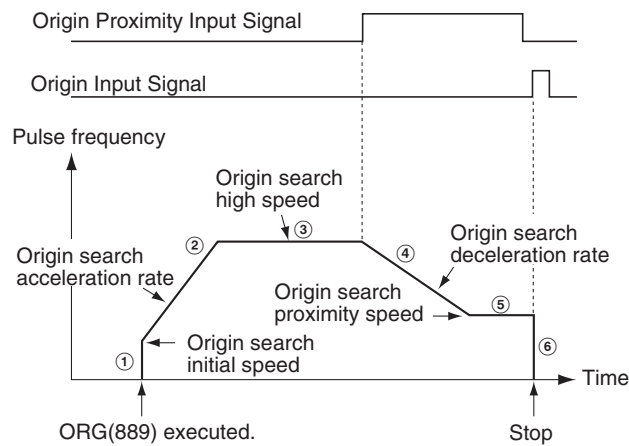 Origin Proximity Input Signal
Origin Input Signal
Pulse frequency
Origin search
high speed
②
③
④
Origin search
acceleration rate
Origin search
deceleration rate
Origin search
proximity speed
⑤
①
Origin search
initial speed
⑥
Time
ORG(889) executed.
Stop